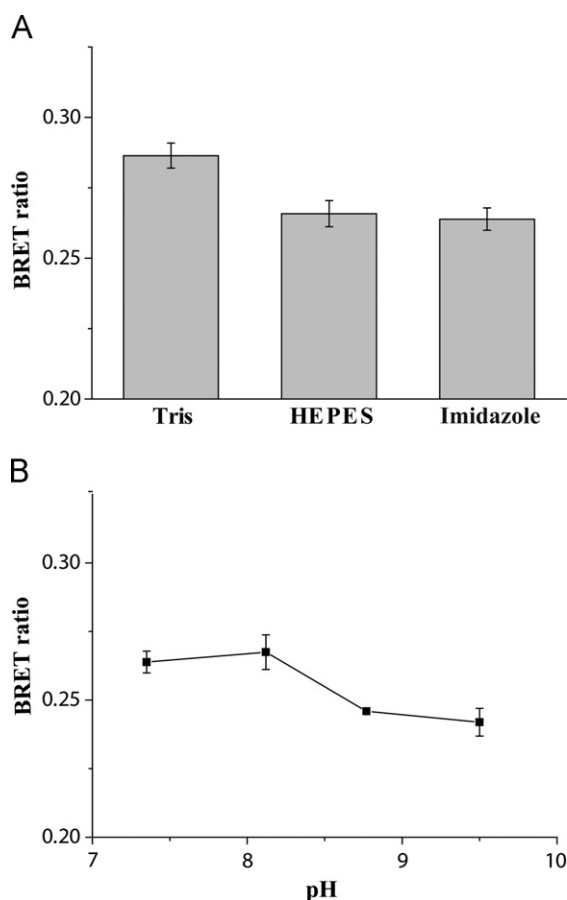 A
0.30
0.25
0.20
BRET ratio
Tris HEPES Imidazole
B
0.30
0.25
0.20
BRET ratio
7 8 9 10
pH